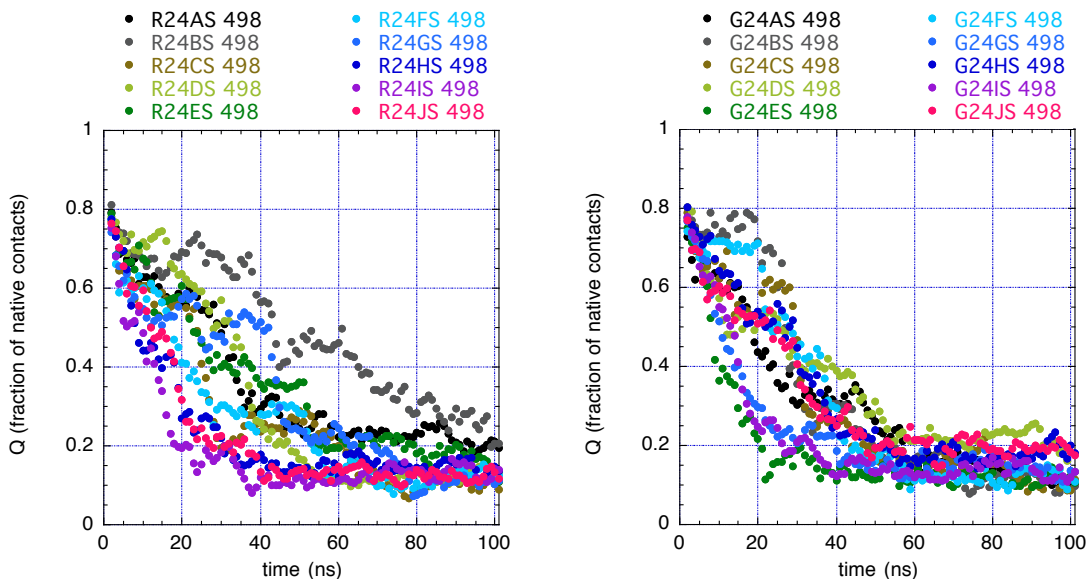 R24AS 498 R24FS 498 G24AS 498 G24FS 498
R24BS 498 R24GS 498 G24BS 498 G24GS 498
R24CS 498 R24HS 498 G24CS 498 G24HS 498
R24DS 498 R24IS 498 G24DS 498 G24IS 498
R24ES 498 R24JS 498 G24ES 498 G24JS 498
1
0.8
0.6
0.4
0.2
0
Q (fraction of native contacts)
0 20 40 60 80 100
time (ns)
1
0.8
0.6
0.4
0.2
0
Q (fraction of native contacts)
0 20 40 60 80 100
time (ns)